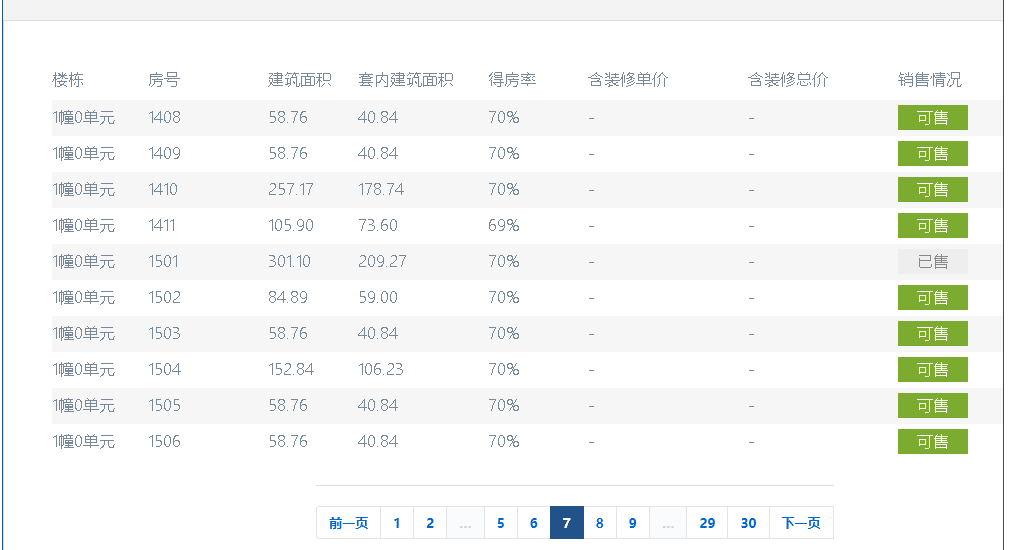 楼栋 房号 建筑面积 套内建筑面积 得房率 含装修单价 含装修总价 销售情况
1幢0单元 1408 58.76 40.84 70% - - 可售
1幢0单元 1409 58.76 40.84 70% - - 可售
1幢0单元 1410 257.17 178.74 70% - - 可售
1幢0单元 1411 105.90 73.60 69% - - 可售
1幢0单元 1501 301.10 209.27 70% - - 已售
1幢0单元 1502 84.89 59.00 70% - - 可售
1幢0单元 1503 58.76 40.84 70% - - 可售
1幢0单元 1504 152.84 106.23 70% - - 可售
1幢0单元 1505 58.76 40.84 70% - - 可售
1幢0单元 1506 58.76 40.84 70% - - 可售
前一页 1 2 ... 5 6 7 8 9 ... 29 30 下一页